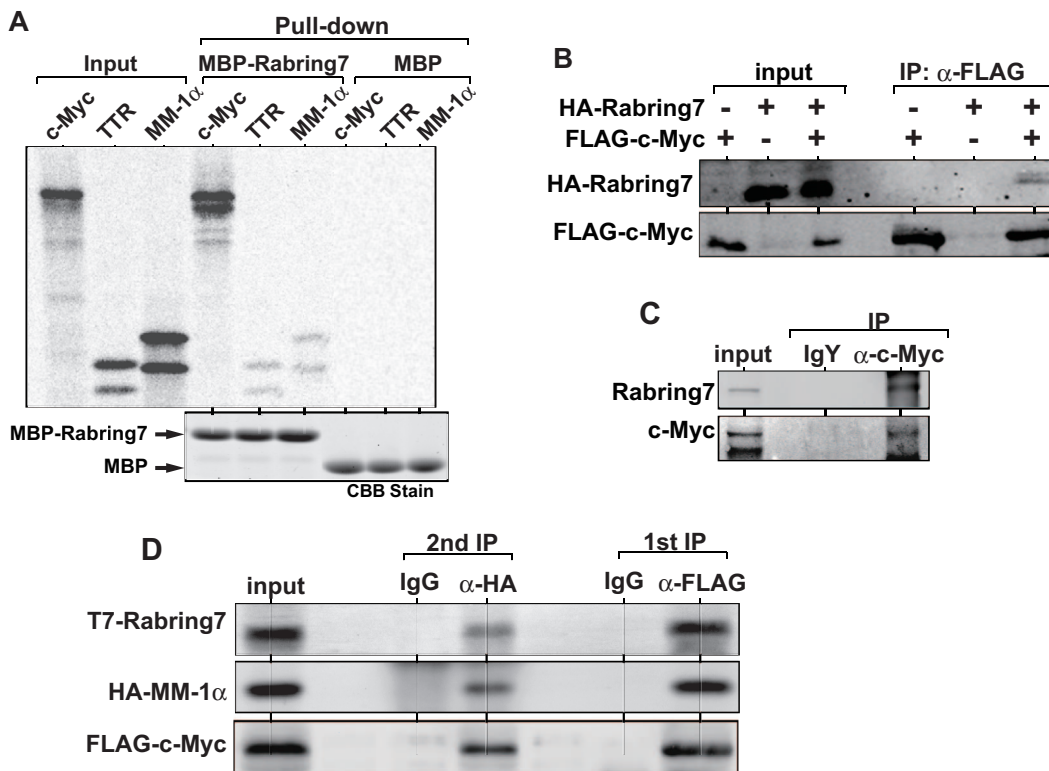 A
Pull-down
Input MBP-Rabring7 MBP
c-Myc TTR MM-1α c-Myc TTR MM-1α c-Myc TTR MM-1α
MBP-Rabring7
MBP
CBB Stain
B
input IP: α-FLAG
HA-Rabring7 - + + - + +
FLAG-c-Myc + - + + - +
HA-Rabring7
FLAG-c-Myc
C
IP
input IgY α-c-Myc
Rabring7
c-Myc
D
2nd IP 1st IP
input IgG α-HA IgG α-FLAG
T7-Rabring7
HA-MM-1α
FLAG-c-Myc